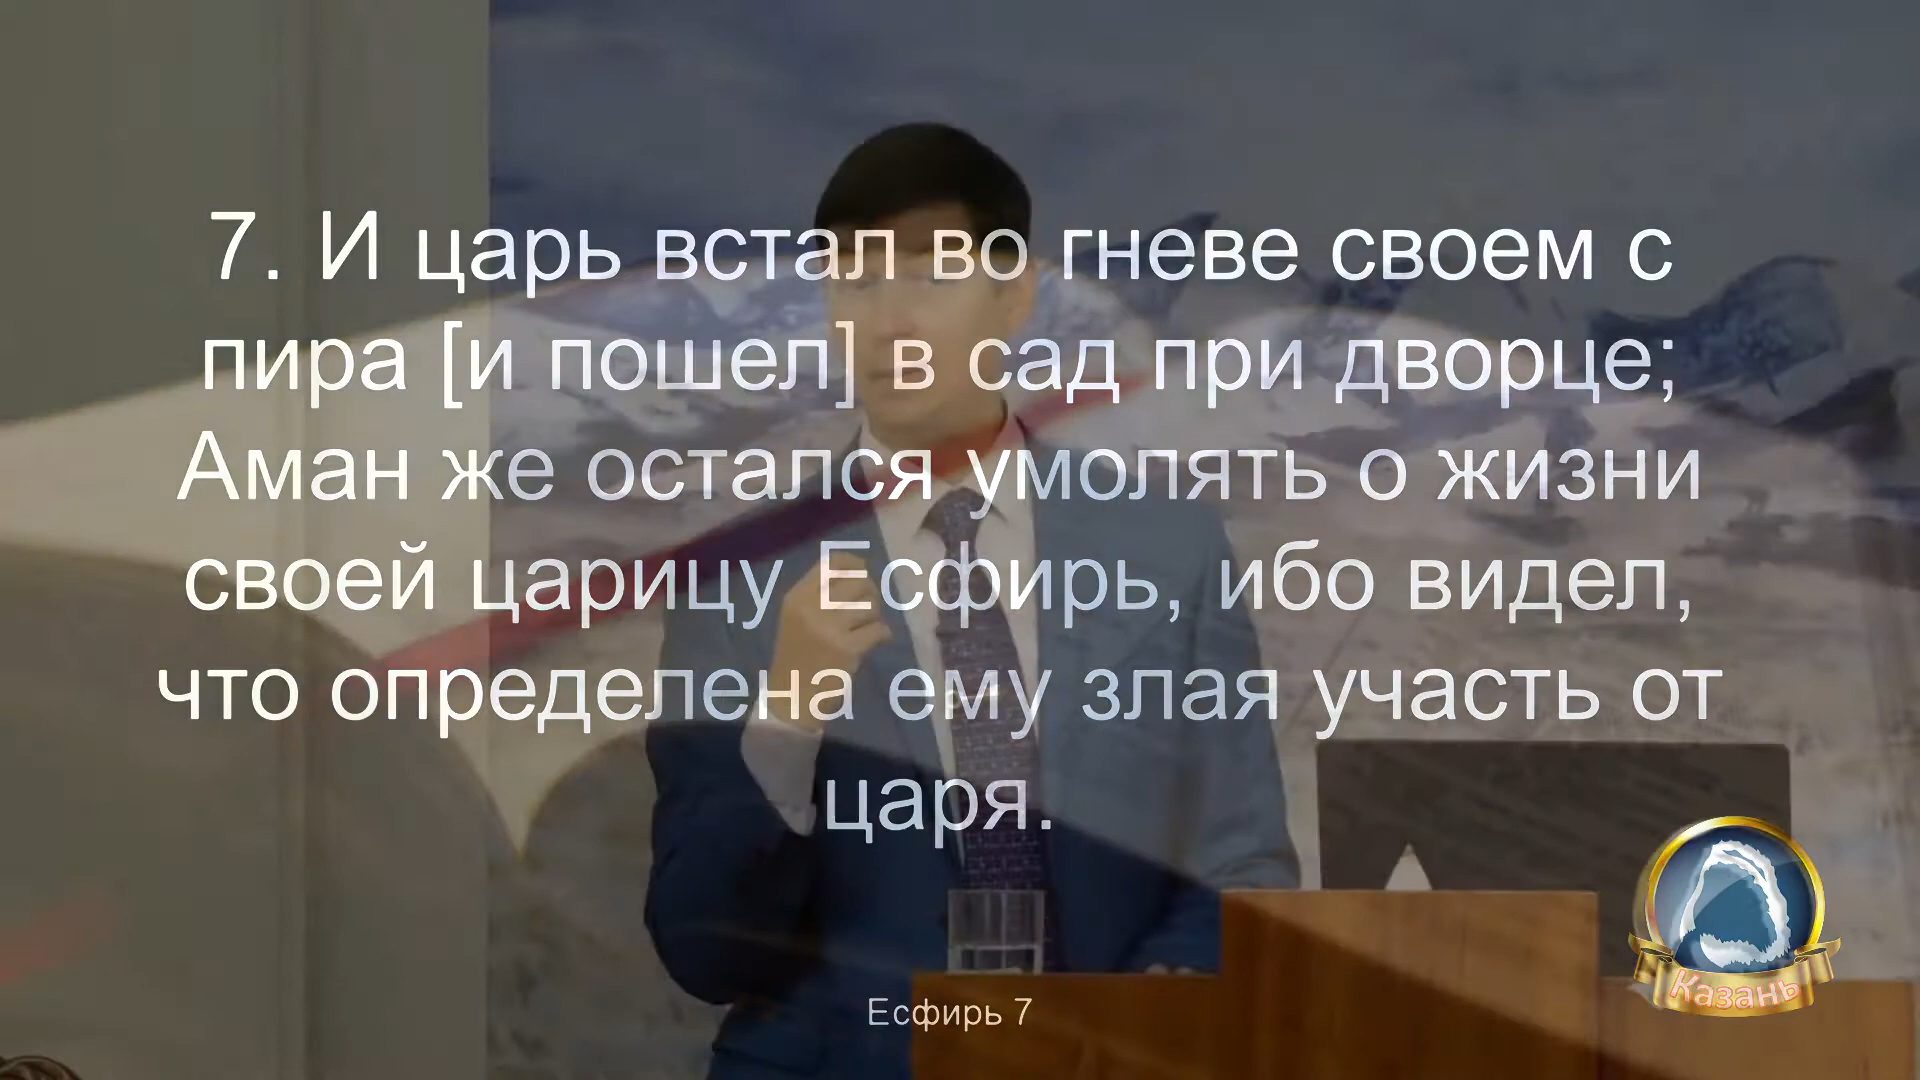 7. И царь встал во гневе своем с
пира [и пошел] в сад при дворце;
Аман же остался умолять о жизни
своей царицу Есфирь, ибо видел,
что определена ему злая участь от
царя.
Есфирь 7
Казань